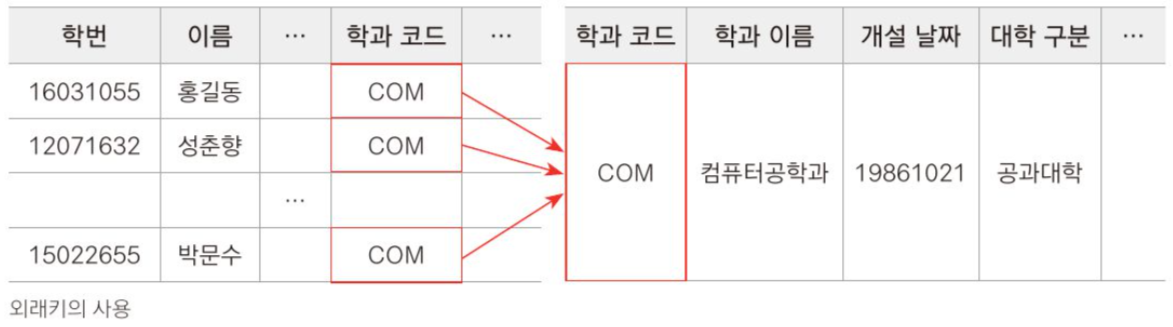 학번 이름 … 학과 코드 … 학과 코드 학과 이름 개설 날짜 대학 구분 …
16031055 홍길동 COM
12071632 성춘향 COM
COM 컴퓨터공학과 19861021 공과대학
…
15022655 박문수 COM
외래키의 사용